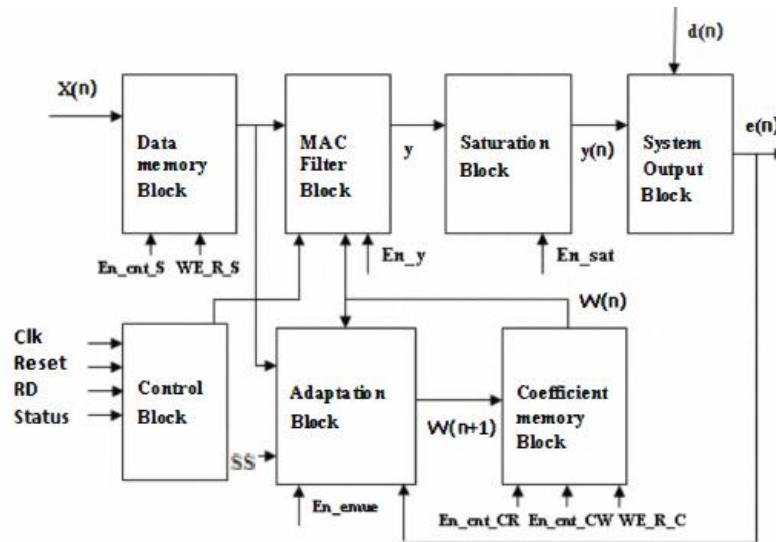 d(n)
X(n)
e(n)
Data
memory
Block
MAC
Filter
Block
y
Saturation
Block
y(n)
System
Output
Block
En_cnt_S WE_R_S
En_y
En_sat
W(n)
Clk
Reset
RD
Status
Control
Block
SS
Adaptation
Block
W(n+1)
Coefficient
memory
Block
En_emue
En_cnt_CR En_cnt_CW WE_R_C